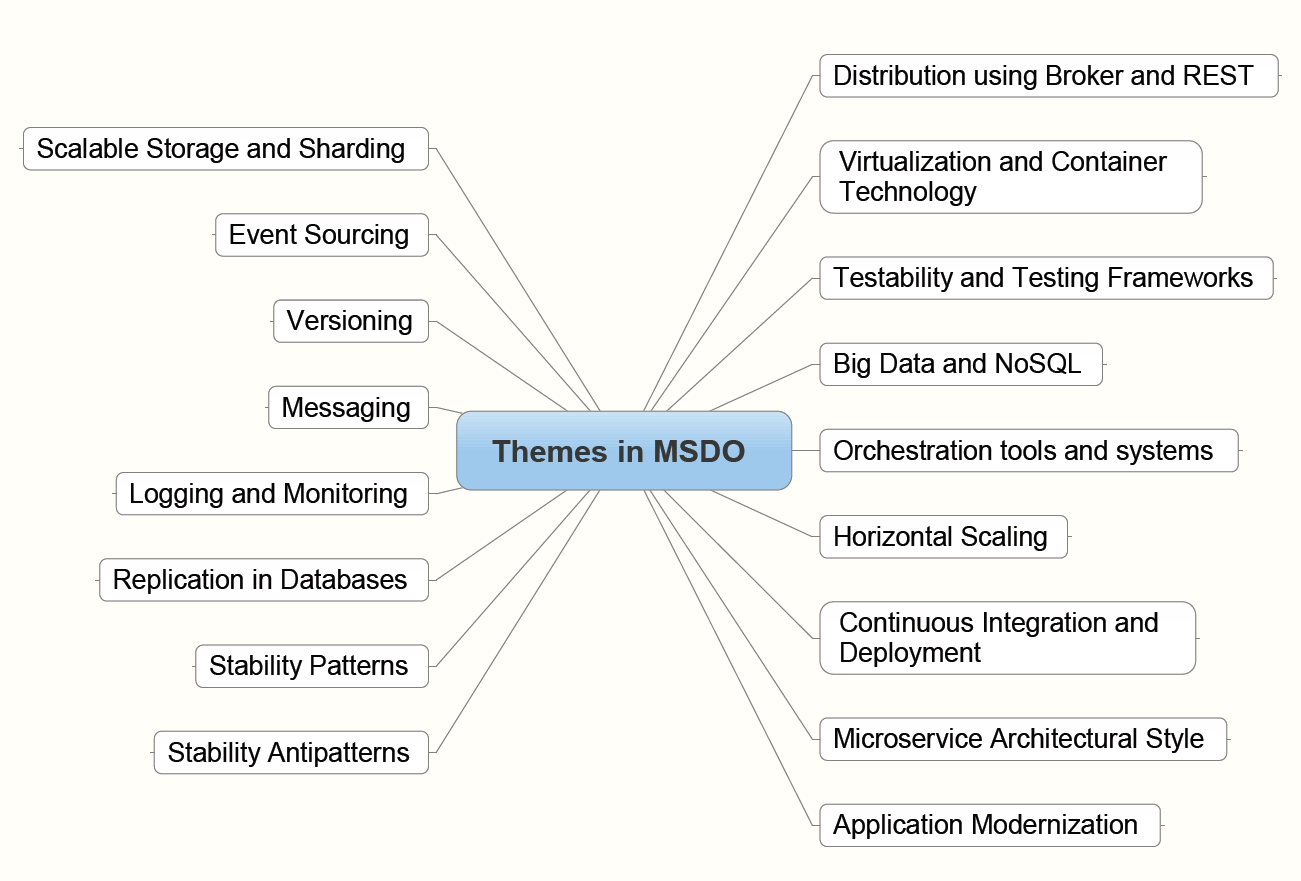 Scalable Storage and Sharding
Event Sourcing
Versioning
Messaging
Logging and Monitoring
Replication in Databases
Stability Patterns
Stability Antipatterns
Themes in MSDO
Distribution using Broker and REST
Virtualization and Container
Technology
Testability and Testing Frameworks
Big Data and NoSQL
Orchestration tools and systems
Horizontal Scaling
Continuous Integration and
Deployment
Microservice Architectural Style
Application Modernization